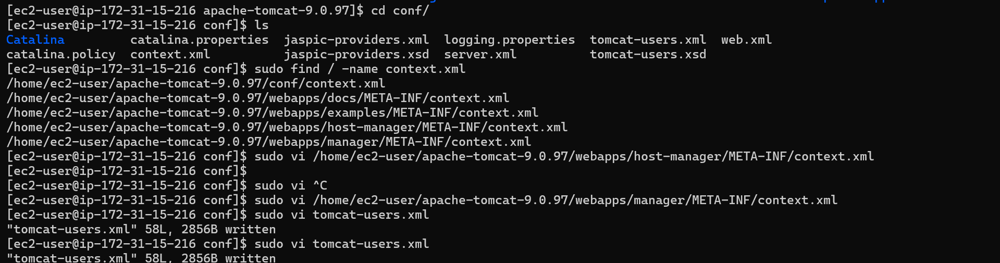 [ec2-user@ip-172-31-15-216 apache-tomcat-9.0.97]$ cd conf/
[ec2-user@ip-172-31-15-216 conf]$ ls
Catalina         catalina.properties  jaspic-providers.xml  logging.properties  tomcat-users.xml  web.xml
catalina.policy  context.xml          jaspic-providers.xsd  server.xml          tomcat-users.xsd
[ec2-user@ip-172-31-15-216 conf]$ sudo find / -name context.xml
/home/ec2-user/apache-tomcat-9.0.97/conf/context.xml
/home/ec2-user/apache-tomcat-9.0.97/webapps/docs/META-INF/context.xml
/home/ec2-user/apache-tomcat-9.0.97/webapps/examples/META-INF/context.xml
/home/ec2-user/apache-tomcat-9.0.97/webapps/host-manager/META-INF/context.xml
/home/ec2-user/apache-tomcat-9.0.97/webapps/manager/META-INF/context.xml
[ec2-user@ip-172-31-15-216 conf]$ sudo vi /home/ec2-user/apache-tomcat-9.0.97/webapps/host-manager/META-INF/context.xml
[ec2-user@ip-172-31-15-216 conf]$
[ec2-user@ip-172-31-15-216 conf]$ sudo vi ^C
[ec2-user@ip-172-31-15-216 conf]$ sudo vi /home/ec2-user/apache-tomcat-9.0.97/webapps/manager/META-INF/context.xml
[ec2-user@ip-172-31-15-216 conf]$ sudo vi tomcat-users.xml
"tomcat-users.xml" 58L, 2856B written
[ec2-user@ip-172-31-15-216 conf]$ sudo vi tomcat-users.xml
"tomcat-users.xml" 58L, 2856B written